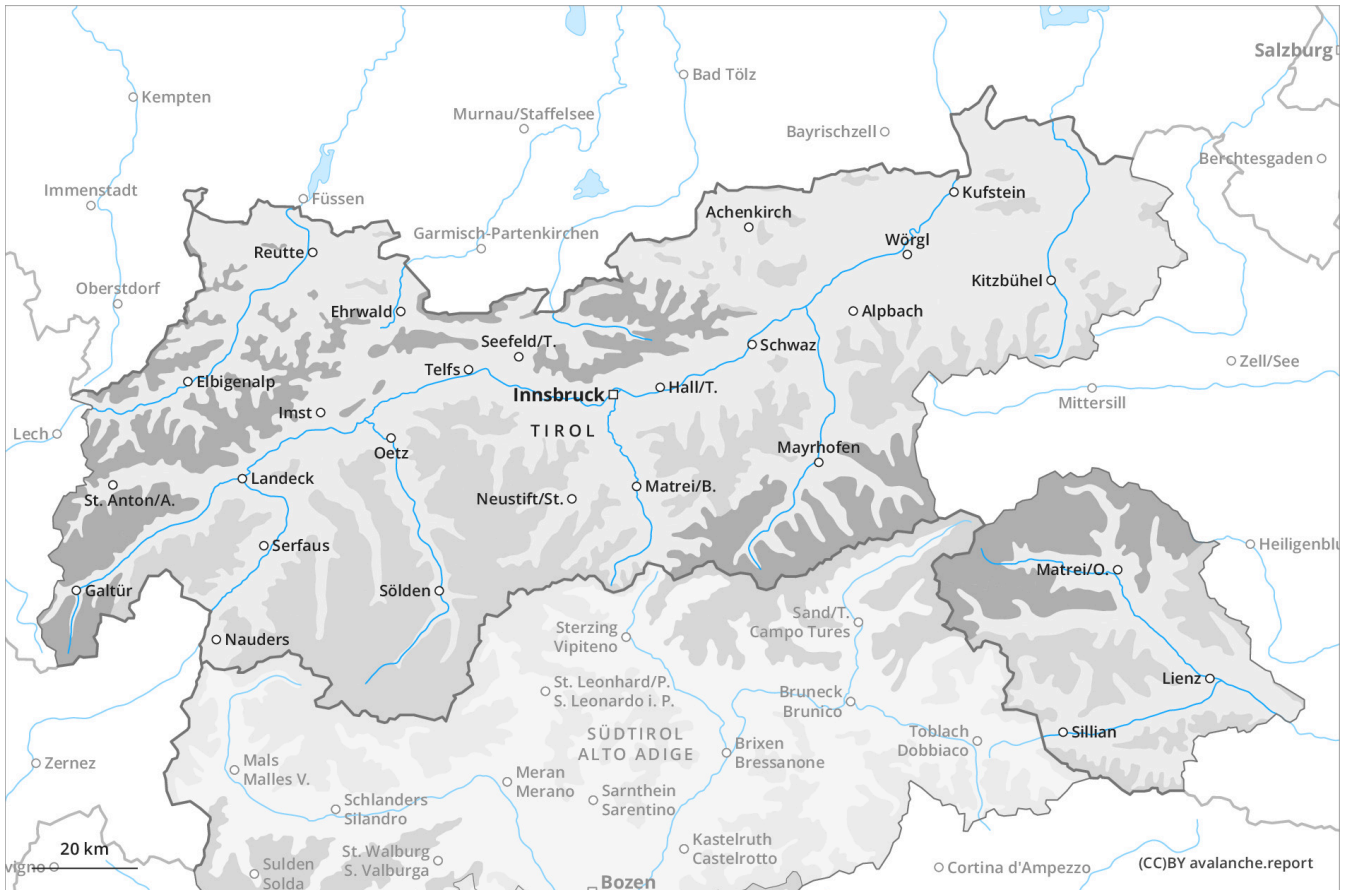 Salzburg
Bad Tölz
Kempten
Murnau/Staffelsee
Bayrischzell
Berchtesgaden
Immenstadt
Füssen
Kufstein
Achenkirch
Garmisch-Partenkirchen
Wörgl
Reutte
Kitzbühel
Oberstdorf
Ehrwald
Alpbach
Seefeld/T.
Schwaz
Zell/See
Telfs
Elbigenalp
Hall/T.
Innsbruck
Mittersill
Imst
TIROL
Lech
Oetz
Mayrhofen
Landeck
St. Anton/A.
Neustift/St.
Matrei/B.
Serfaus
Heiligenblu
Matrei/O.
Galtür
Sölden
Sand/T.
Campo Tures
Nauders
Sterzing
Vipiteno
Lienz
St. Leonhard/P.
S. Leonardo i. P.
Bruneck
Brunico
SÜDTIROL
ALTO ADIGE
Toblach
Dobbiaco
Sillian
Brixen
Bressanone
Zernez
Mals
Malles V.
Meran
Merano
Sarnthein
Sarentino
Schlanders
Silandro
Kastelruth
Castelrotto
20 km
St. Walburg
S. Valburga
vigno
Sulden
Solda
Cortina d'Ampezzo
(CC)BY avalanche.report
Bozen